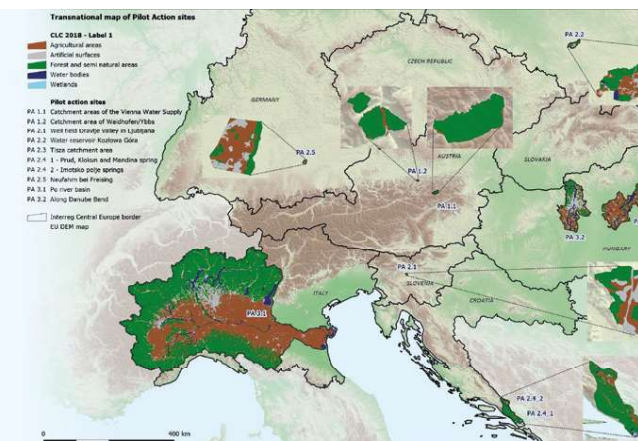 Transnational map of Pilot Action sites
CLC 2018 - Label 1
Agricultural areas
Artificial surfaces
Forest and semi natural areas
Water bodies
Wetlands
Pilot action sites
PA 1.1 Catchment areas of the Vienna Water Supply
PA 1.2 Catchment area of Waidhofen/Ybbs
PA 2.1 Well field Dravlje Valley in Ljubljana
PA 2.2 Water reservoir Kozłowa Góra
PA 2.3 Tisza catchment area
PA 2.4 1 - Prud, Klokun and Mandina spring
PA 2.4 2 - Imotsko polje springs
PA 2.5 Neufahrn bei Freising
PA 3.1 Po river basin
PA 3.2 Along Danube Bend
Interreg Central Europe border
EU DEM map
PA 2.2
CZECH REPUBLIC
GERMANY
PA 2.5
PA 1.2
AUSTRIA
SLOVAKIA
PA 1.1
PA 3.2
HUNGARY
PA 2.1
SLOVENIA
ITALY
CROATIA
PA 3.1
PA 2.4_2
PA 2.4_1
0
400 km